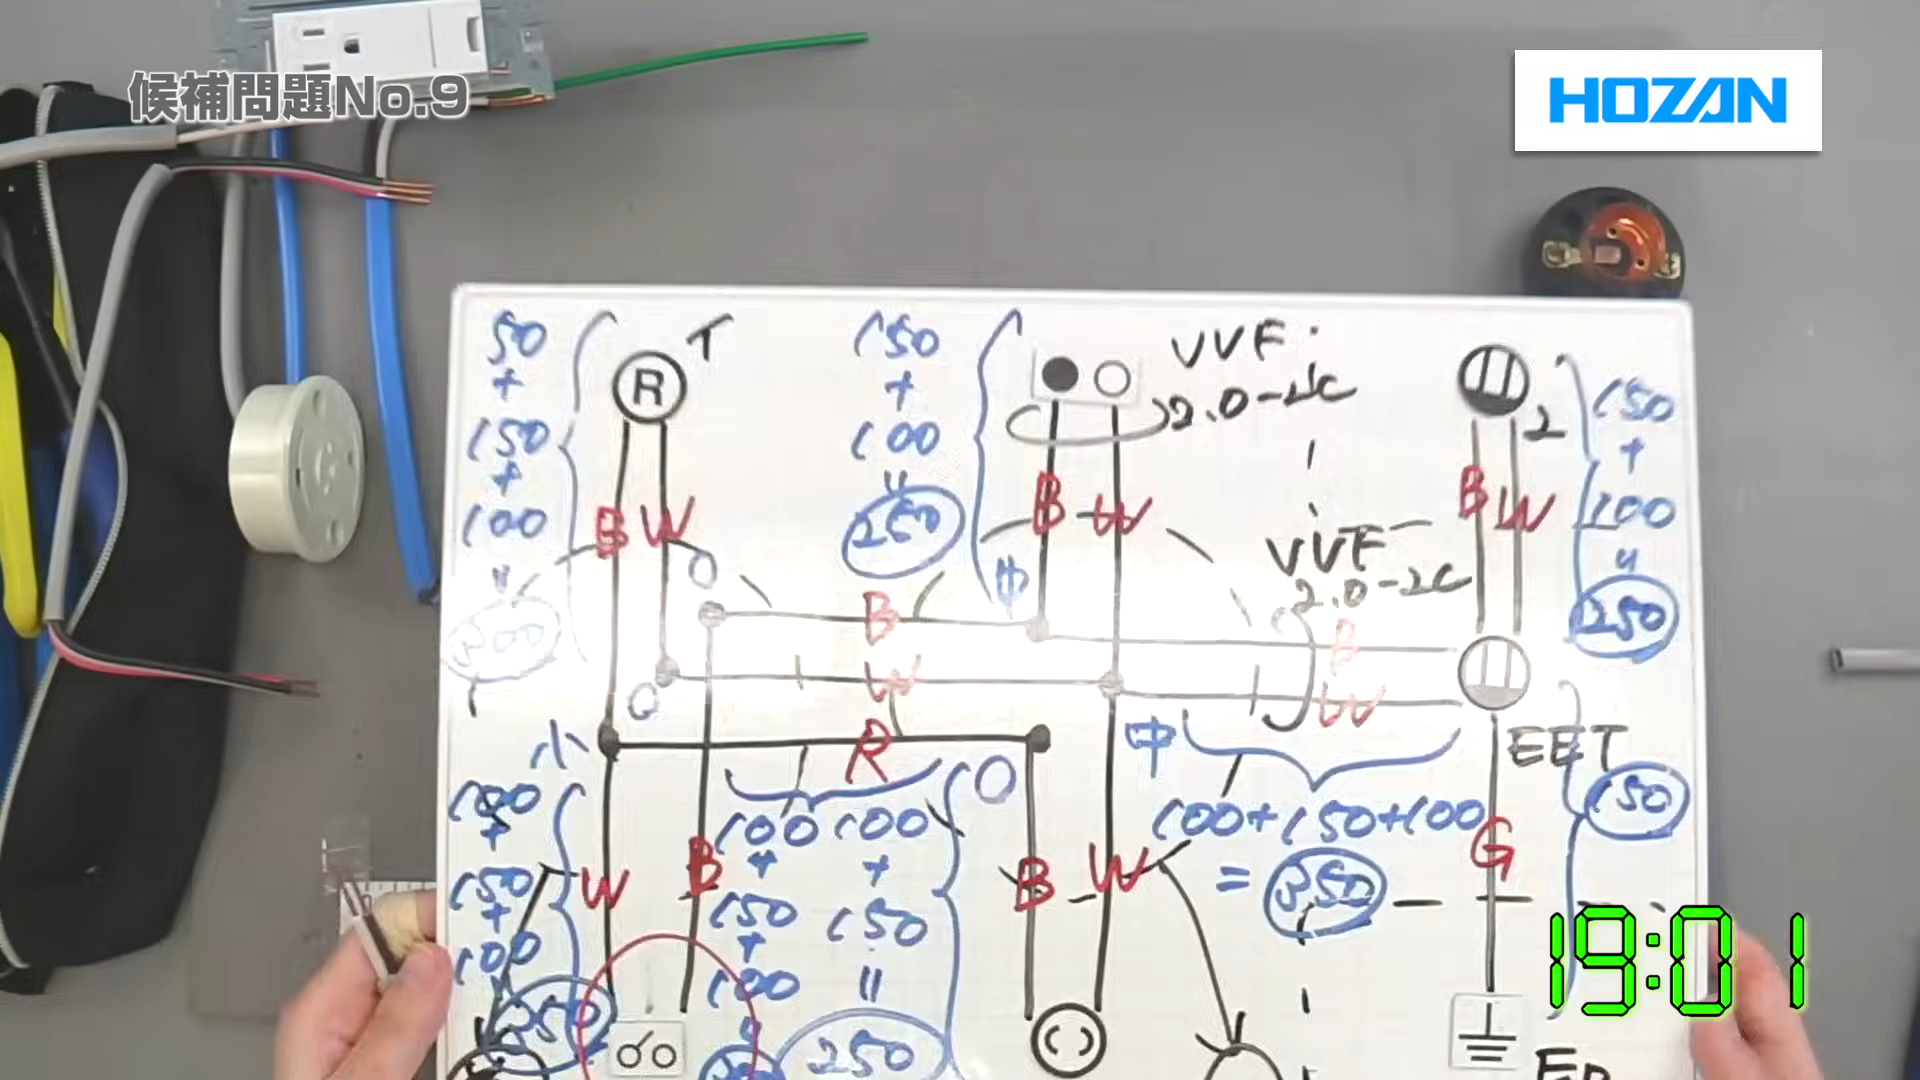 候補問題No.9
HOZAN
50
+
150
+
100
"
300
R T
150
+
100
"
250
VVF
2.0-2C
2
150
+
100
"
250
B W
B W
B W
中
VVF
2.0-2C
B
B
W
W
R
小
中
EET
150
100
+
150
+
100
"
250
W
B
100
+
150
+
100
"
100
+
150
"
250
B W
100+150+100
= 350
G
19:01